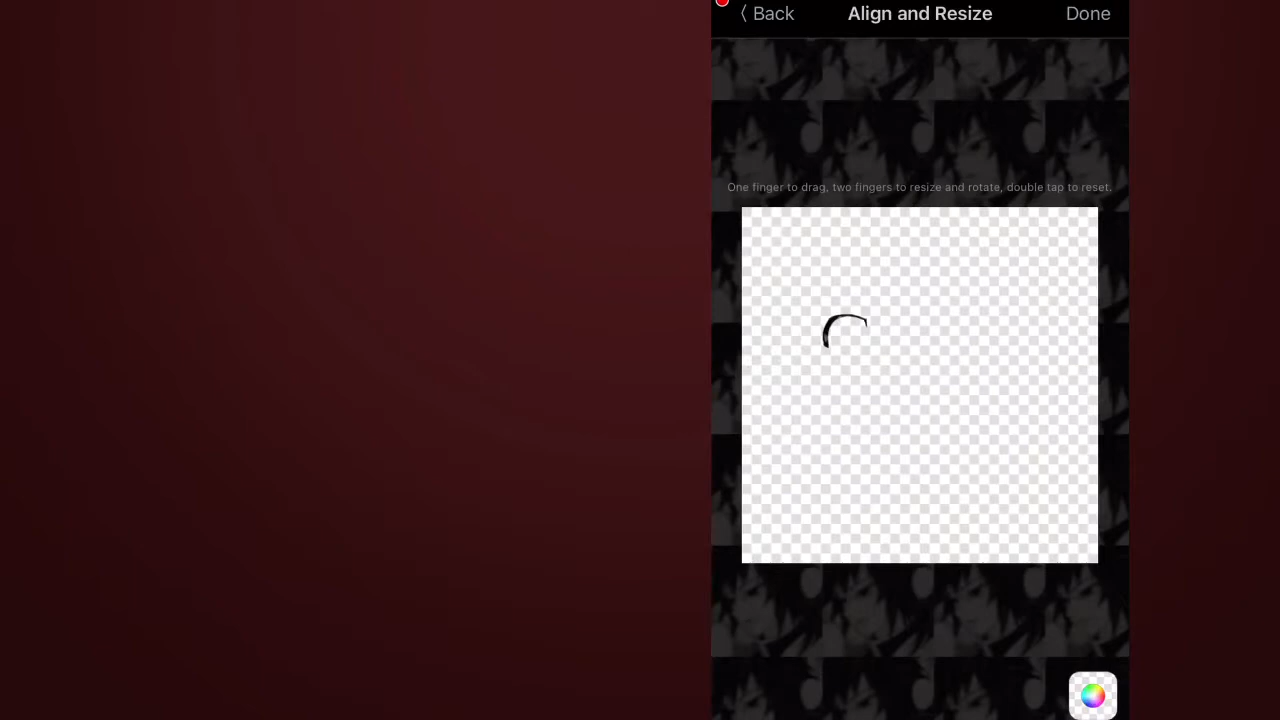 Back Align and Resize Done
One finger to drag, two fingers to resize and rotate, double tap to reset.